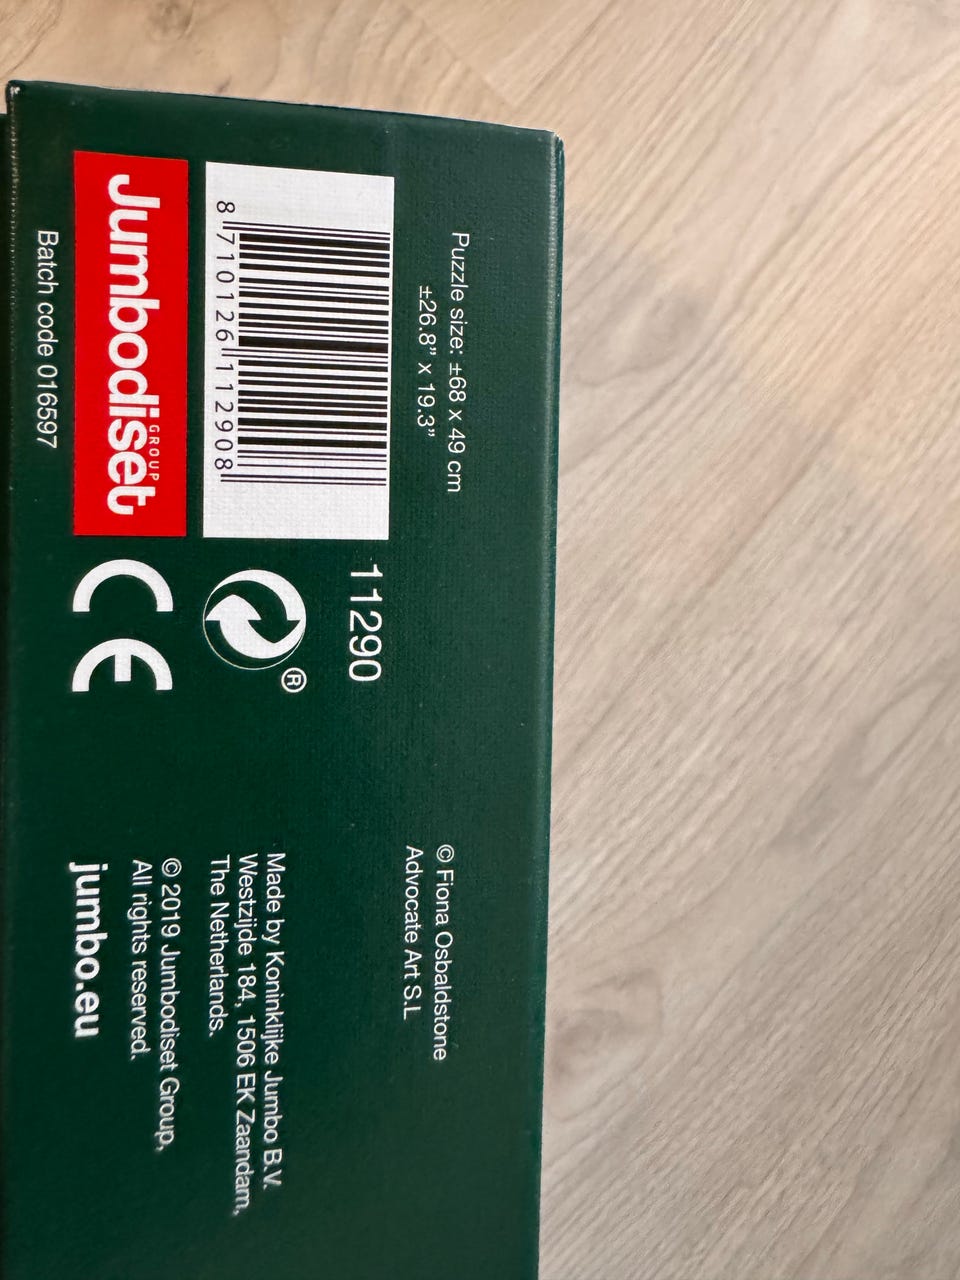 Puzzle size: ±68 x 49 cm
±26.8” x 19.3”
8 710126 112908
11290
®
Jumbodiset
GROUP
CE
Batch code 016597
© Fiona Osbaldstone
Advocate Art S.L
Made by Koninklijke Jumbo B.V.
Westzijde 184, 1506 EK Zaandam,
The Netherlands.
© 2019 Jumbodiset Group,
All rights reserved.
jumbo.eu